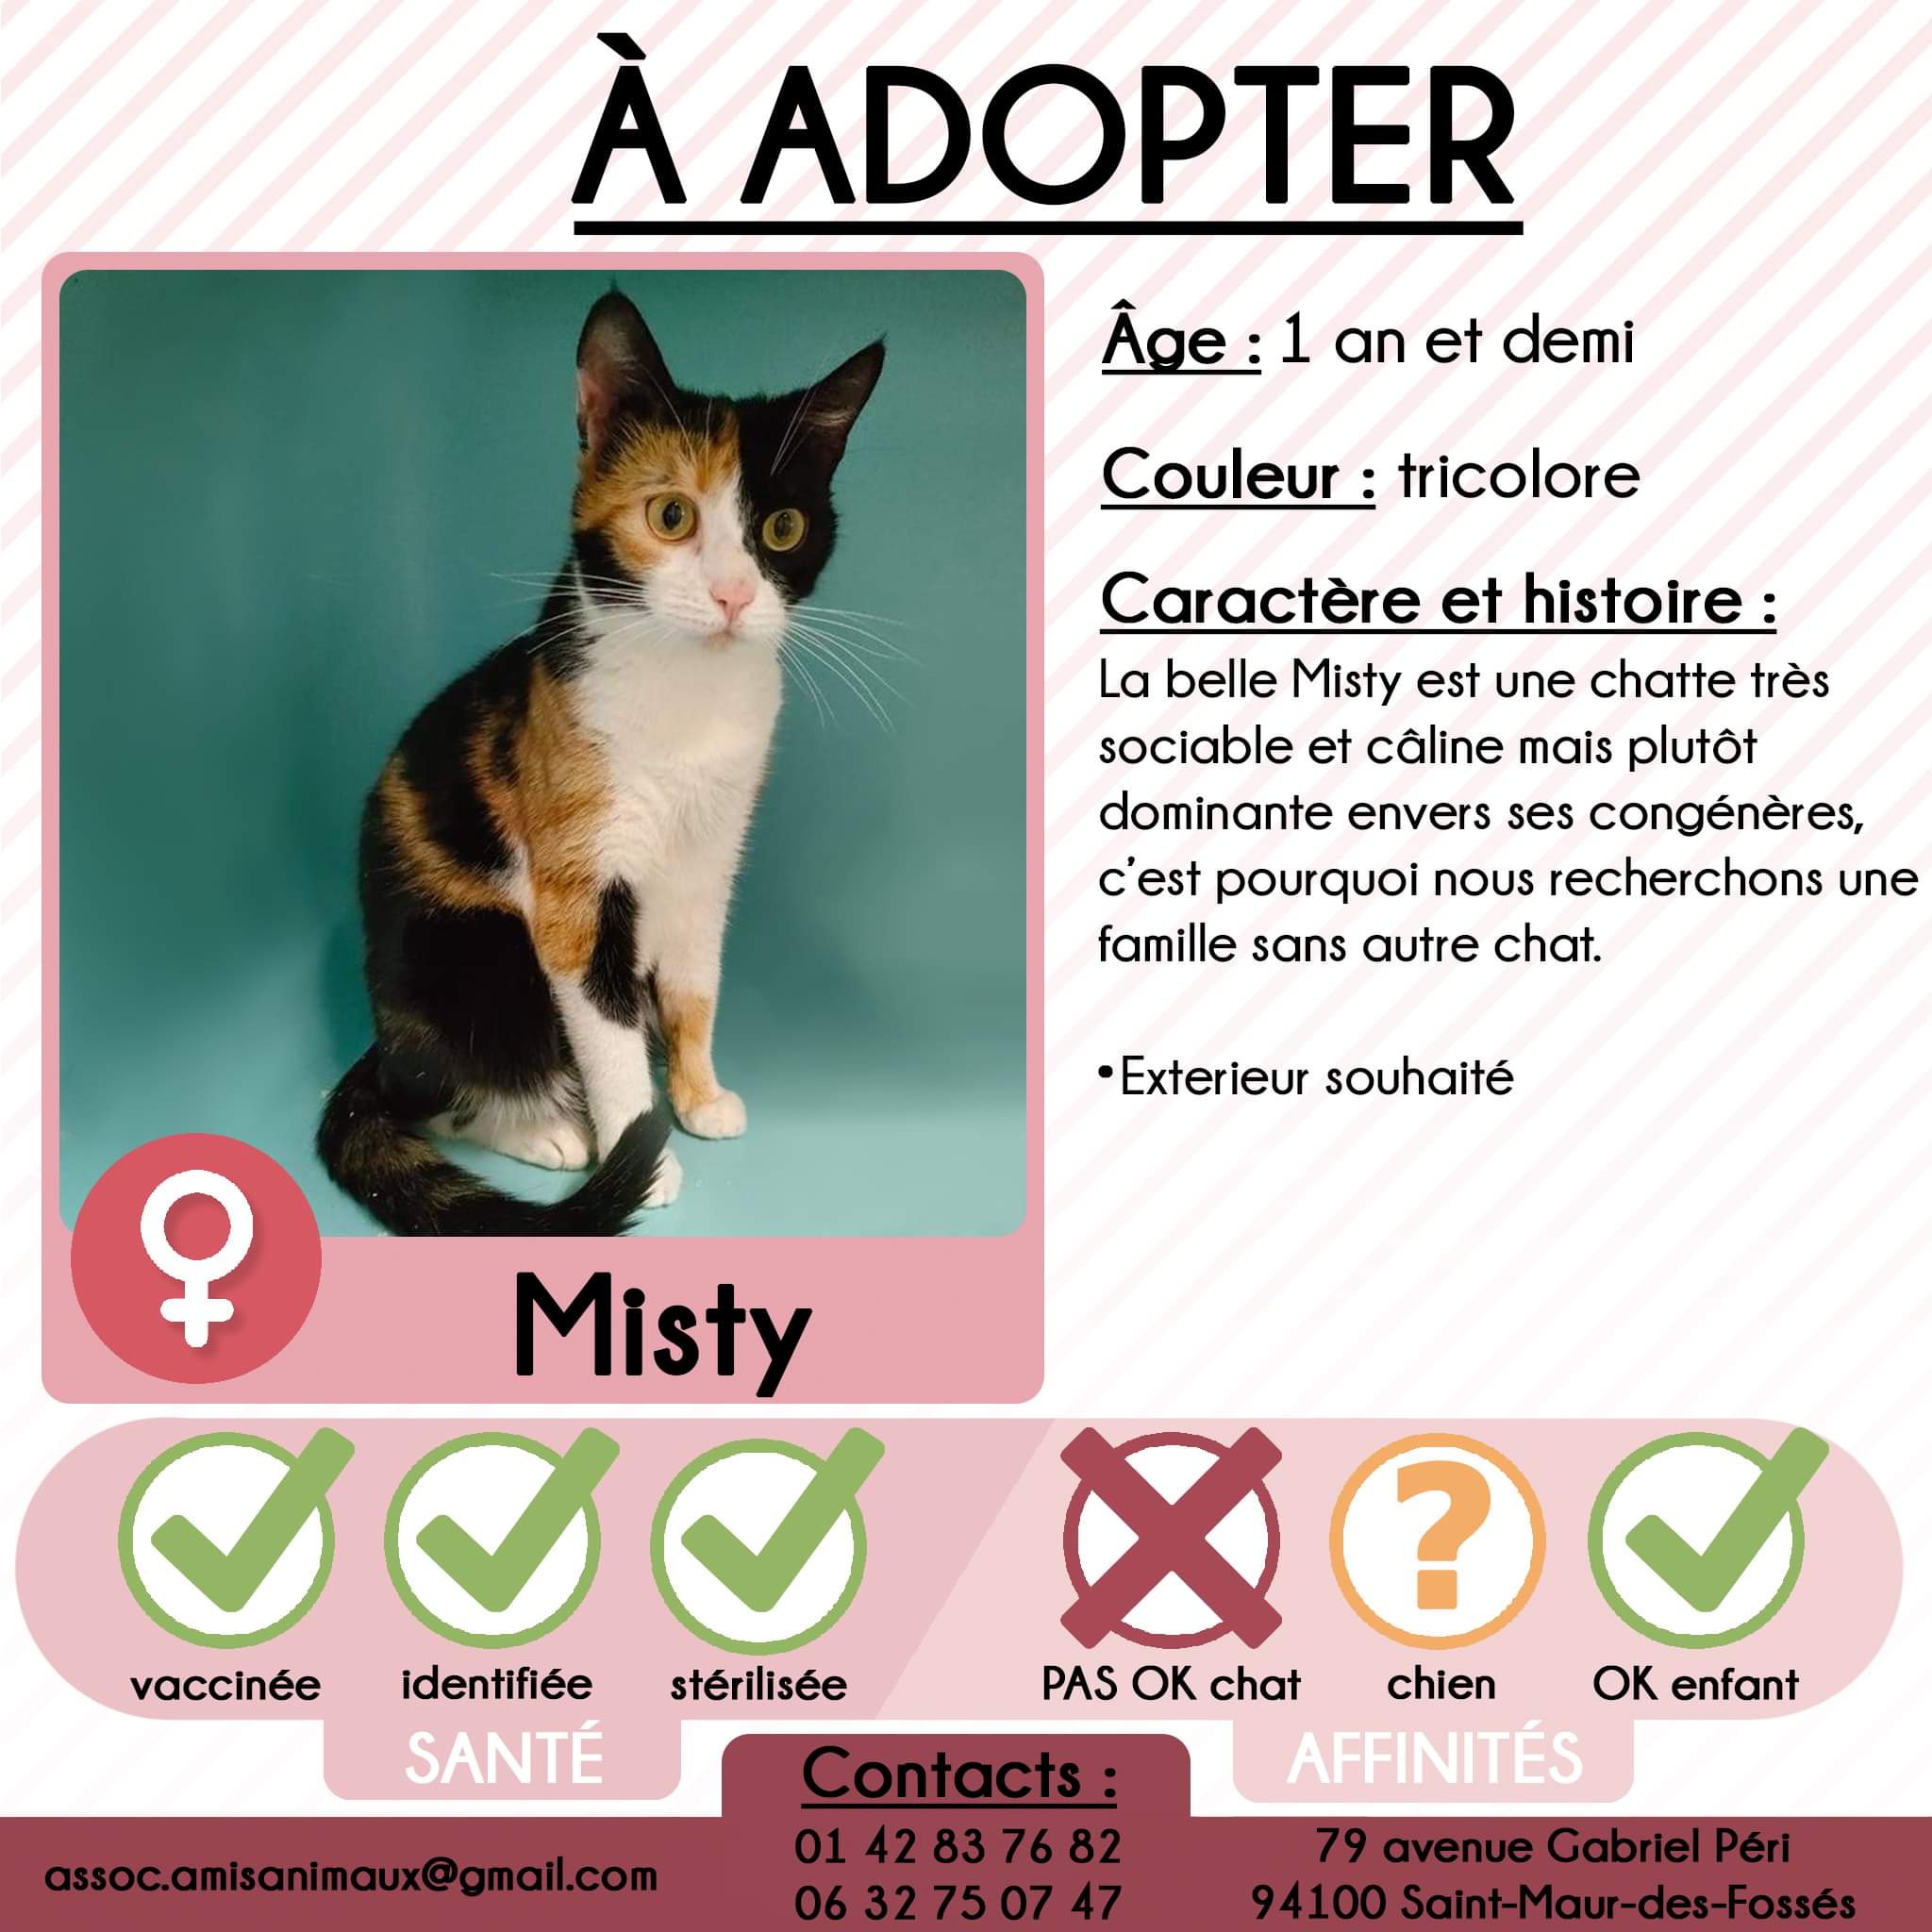 À ADOPTER
Âge : 1 an et demi
Couleur : tricolore
Caractère et histoire :
La belle Misty est une chatte très
sociable et câline mais plutôt
dominante envers ses congénères,
c'est pourquoi nous recherchons une
famille sans autre chat.
•Exterieur souhaité
Misty
vaccinée
identifiée
stérilisée
SANTÉ
PAS OK chat
?
chien
OK enfant
AFFINITÉS
assoc.amisanimaux@gmail.com
Contacts :
01 42 83 76 82
06 32 75 07 47
79 avenue Gabriel Péri
94100 Saint-Maur-des-Fossés